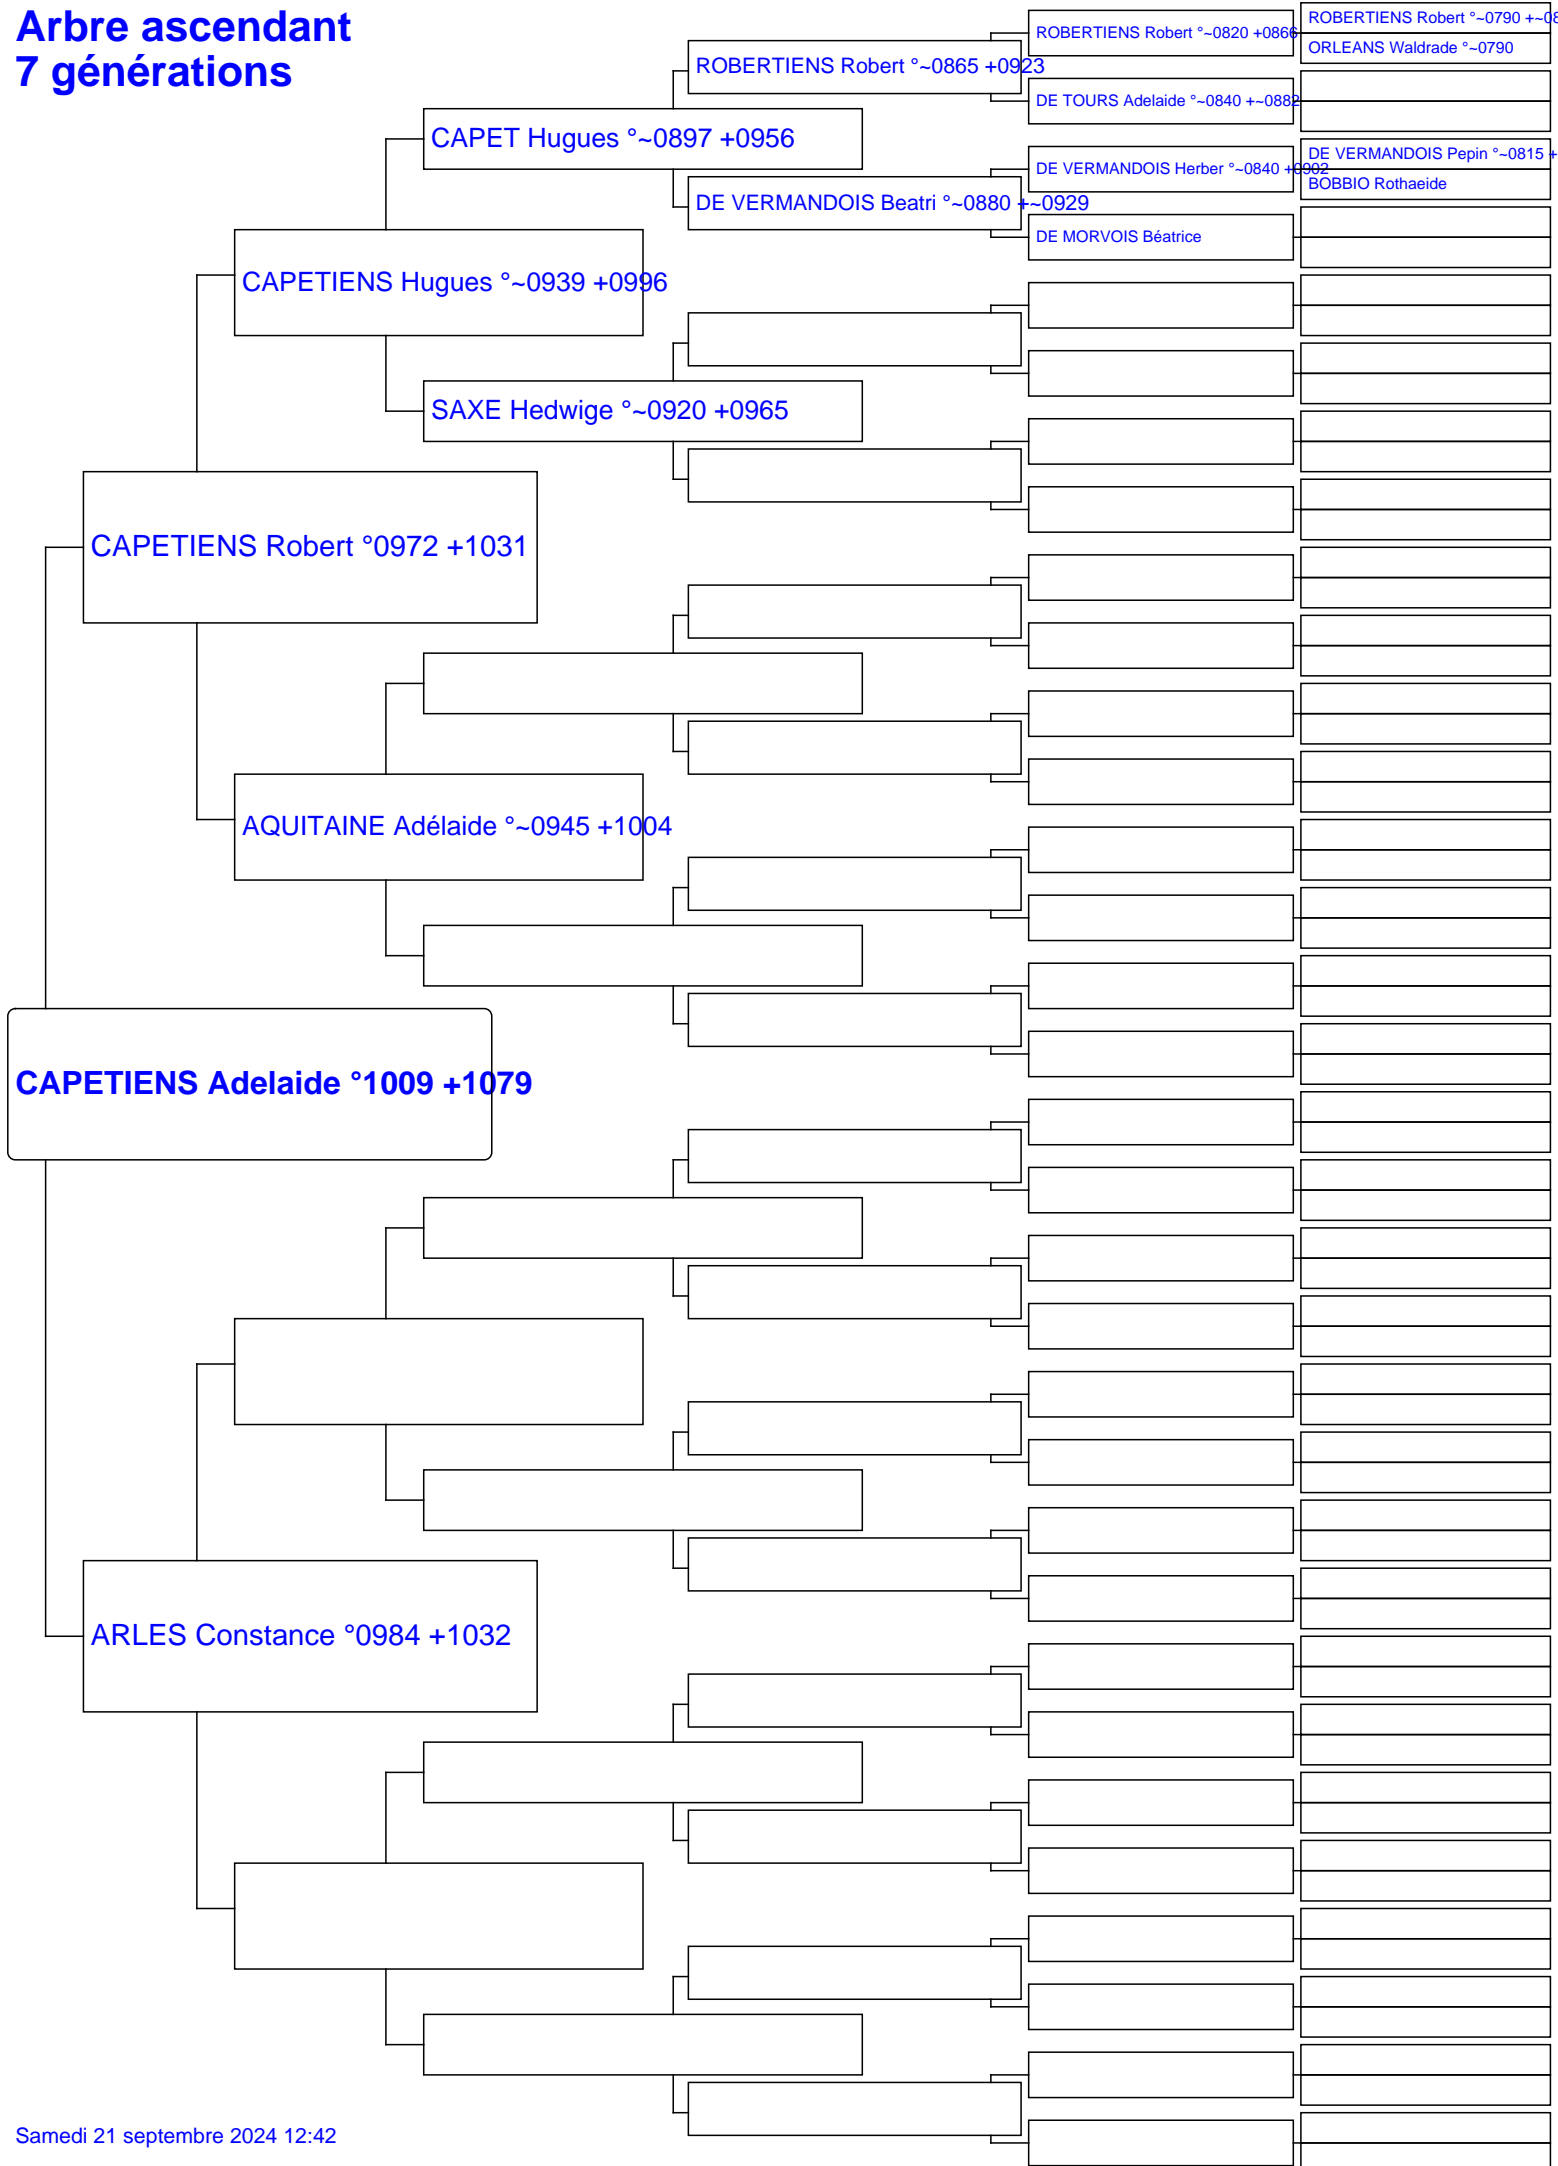 Arbre ascendant
7 générations
ROBERTIENS Robert °~0790 +~08
ORLEANS Waldrade °~0790
ROBERTIENS Robert °~0820 +0866
ROBERTIENS Robert °~0865 +0923
DE TOURS Adelaide °~0840 +~0882
CAPET Hugues °~0897 +0956
DE VERMANDOIS Pepin °~0815 +
BOBBIO Rothaeide
DE VERMANDOIS Herber °~0840 +0902
DE VERMANDOIS Beatri °~0880 +~0929
DE MORVOIS Béatrice
CAPETIENS Hugues °~0939 +0996
SAXE Hedwige °~0920 +0965
CAPETIENS Robert °0972 +1031
AQUITAINE Adélaide °~0945 +1004
CAPETIENS Adelaide °1009 +1079
ARLES Constance °0984 +1032
Samedi 21 septembre 2024 12:42